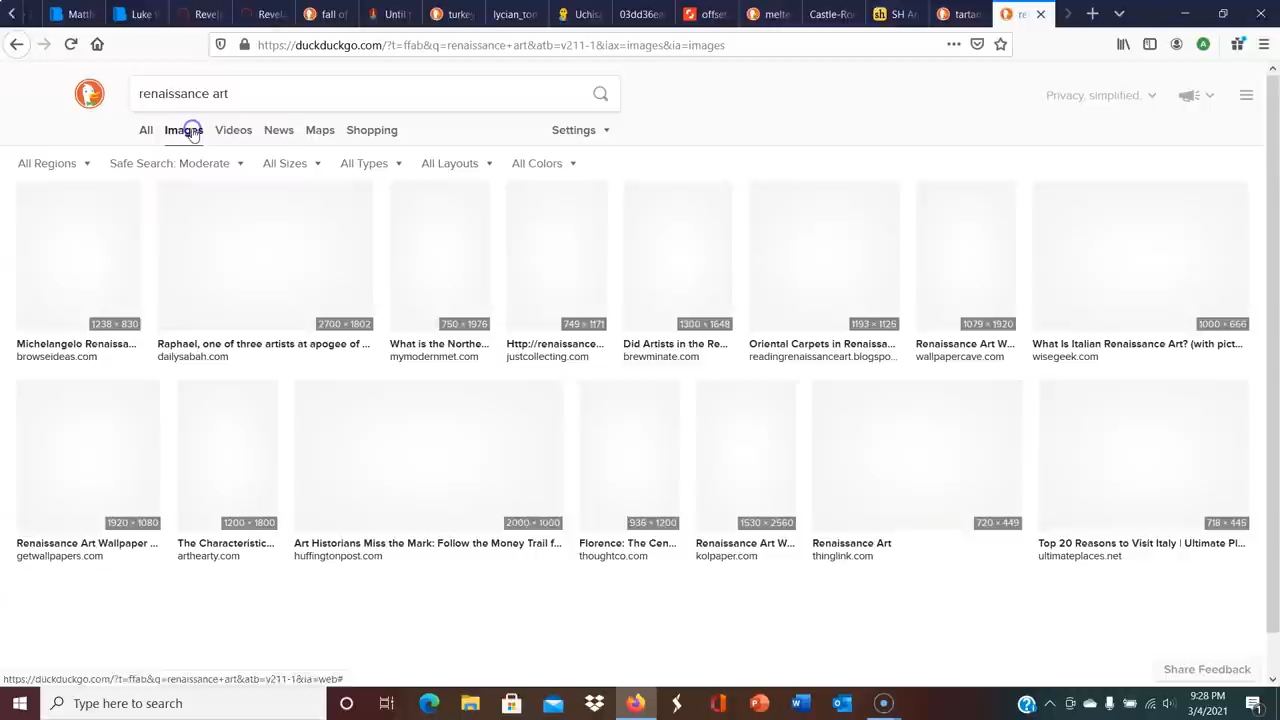 Matth
Luke
Revel
Revela
fall cr
Untitl
turkey
lycian_ton
Uchisa
03dd36ea
offset
melte
Castle-Ro
SH Ar
tartan
re
https://duckduckgo.com/?t=ffab&q=renaissance+art&atb=v211-1&iax=images&ia=images
renaissance art
Privacy, simplified.
All Images Videos News Maps Shopping Settings
All Regions Safe Search: Moderate All Sizes All Types All Layouts All Colors
1238 × 830
2700 × 1802
750 × 1976
749 × 1171
1300 × 1648
1193 × 1125
1079 × 1920
1000 × 666
Michelangelo Renaissa...
browseideas.com
Raphael, one of three artists at apogee of ...
dailysabah.com
What is the Northe...
mymodernmet.com
Http://renaissance...
justcollecting.com
Did Artists in the Re...
brewminate.com
Oriental Carpets in Renaissa...
readingrenaissanceart.blogspo...
Renaissance Art W...
wallpapercave.com
What Is Italian Renaissance Art? (with pict...
wisegeek.com
1920 × 1080
1200 × 1800
2000 × 1000
936 × 1200
1530 × 2560
720 × 449
718 × 445
Renaissance Art Wallpaper ...
getwallpapers.com
The Characteristic...
arthearty.com
Art Historians Miss the Mark: Follow the Money Trail f...
huffingtonpost.com
Florence: The Cen...
thoughtco.com
Renaissance Art W...
kolpaper.com
Renaissance Art
thinglink.com
Top 20 Reasons to Visit Italy | Ultimate Pl...
ultimateplaces.net
Share Feedback
https://duckduckgo.com/?t=ffab&q=renaissance+art&atb=v211-1&ia=web#
Type here to search
9:28 PM
3/4/2021